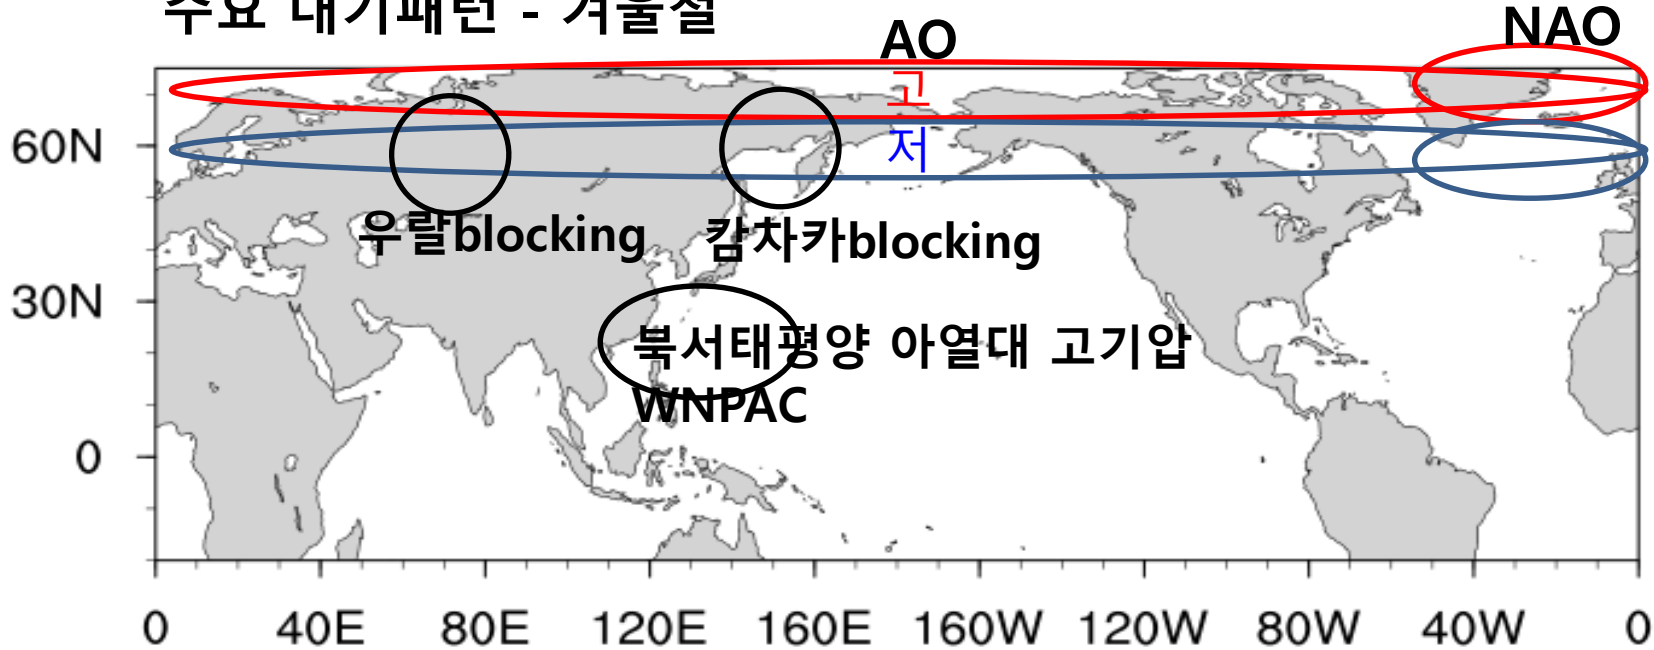 주요 대기패턴 - 겨울철
AO
NAO
고
저
60N
우랄blocking
캄차카blocking
30N
북서태평양 아열대 고기압
WNPAC
0
0
40E
80E
120E
160E
160W
120W
80W
40W
0